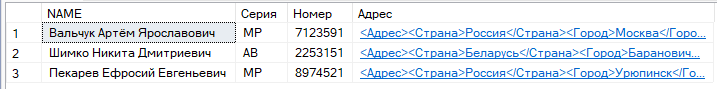 NAME Серия Номер Адрес
1 Вальчук Артём Ярославович MP 7123591 <Адрес><Страна>Россия</Страна><Город>Москва</Горо...
2 Шимко Никита Дмитриевич AB 2253151 <Адрес><Страна>Беларусь</Страна><Город>Баранович...
3 Пекарев Ефросий Евгеньевич MP 8974521 <Адрес><Страна>Россия</Страна><Город>Урюпинск</Го...